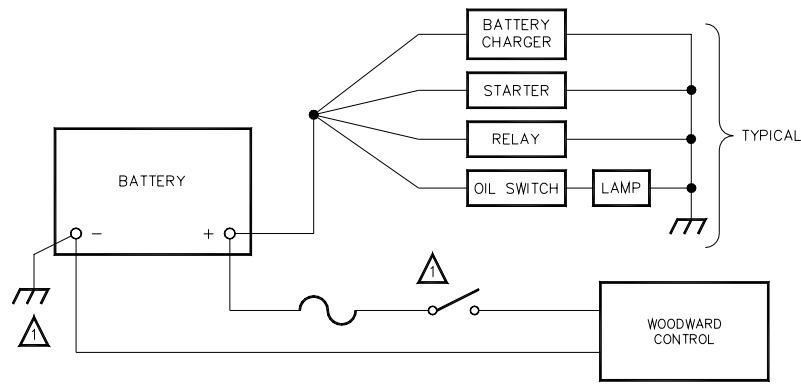 BATTERY
CHARGER
STARTER
RELAY
OIL SWITCH
LAMP
TYPICAL
BATTERY
−
+
1
1
WOODWARD
CONTROL